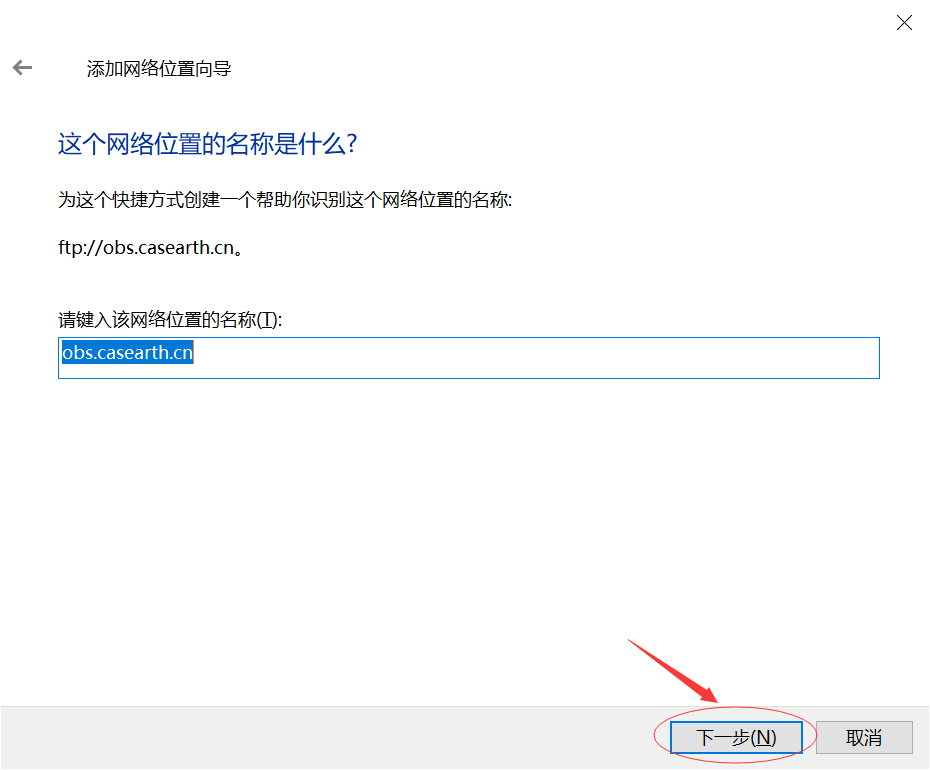 添加网络位置向导
这个网络位置的名称是什么?
为这个快捷方式创建一个帮助你识别这个网络位置的名称:
ftp://obs.casearth.cn。
请键入该网络位置的名称(T):
obs.casearth.cn
下一步(N)
取消